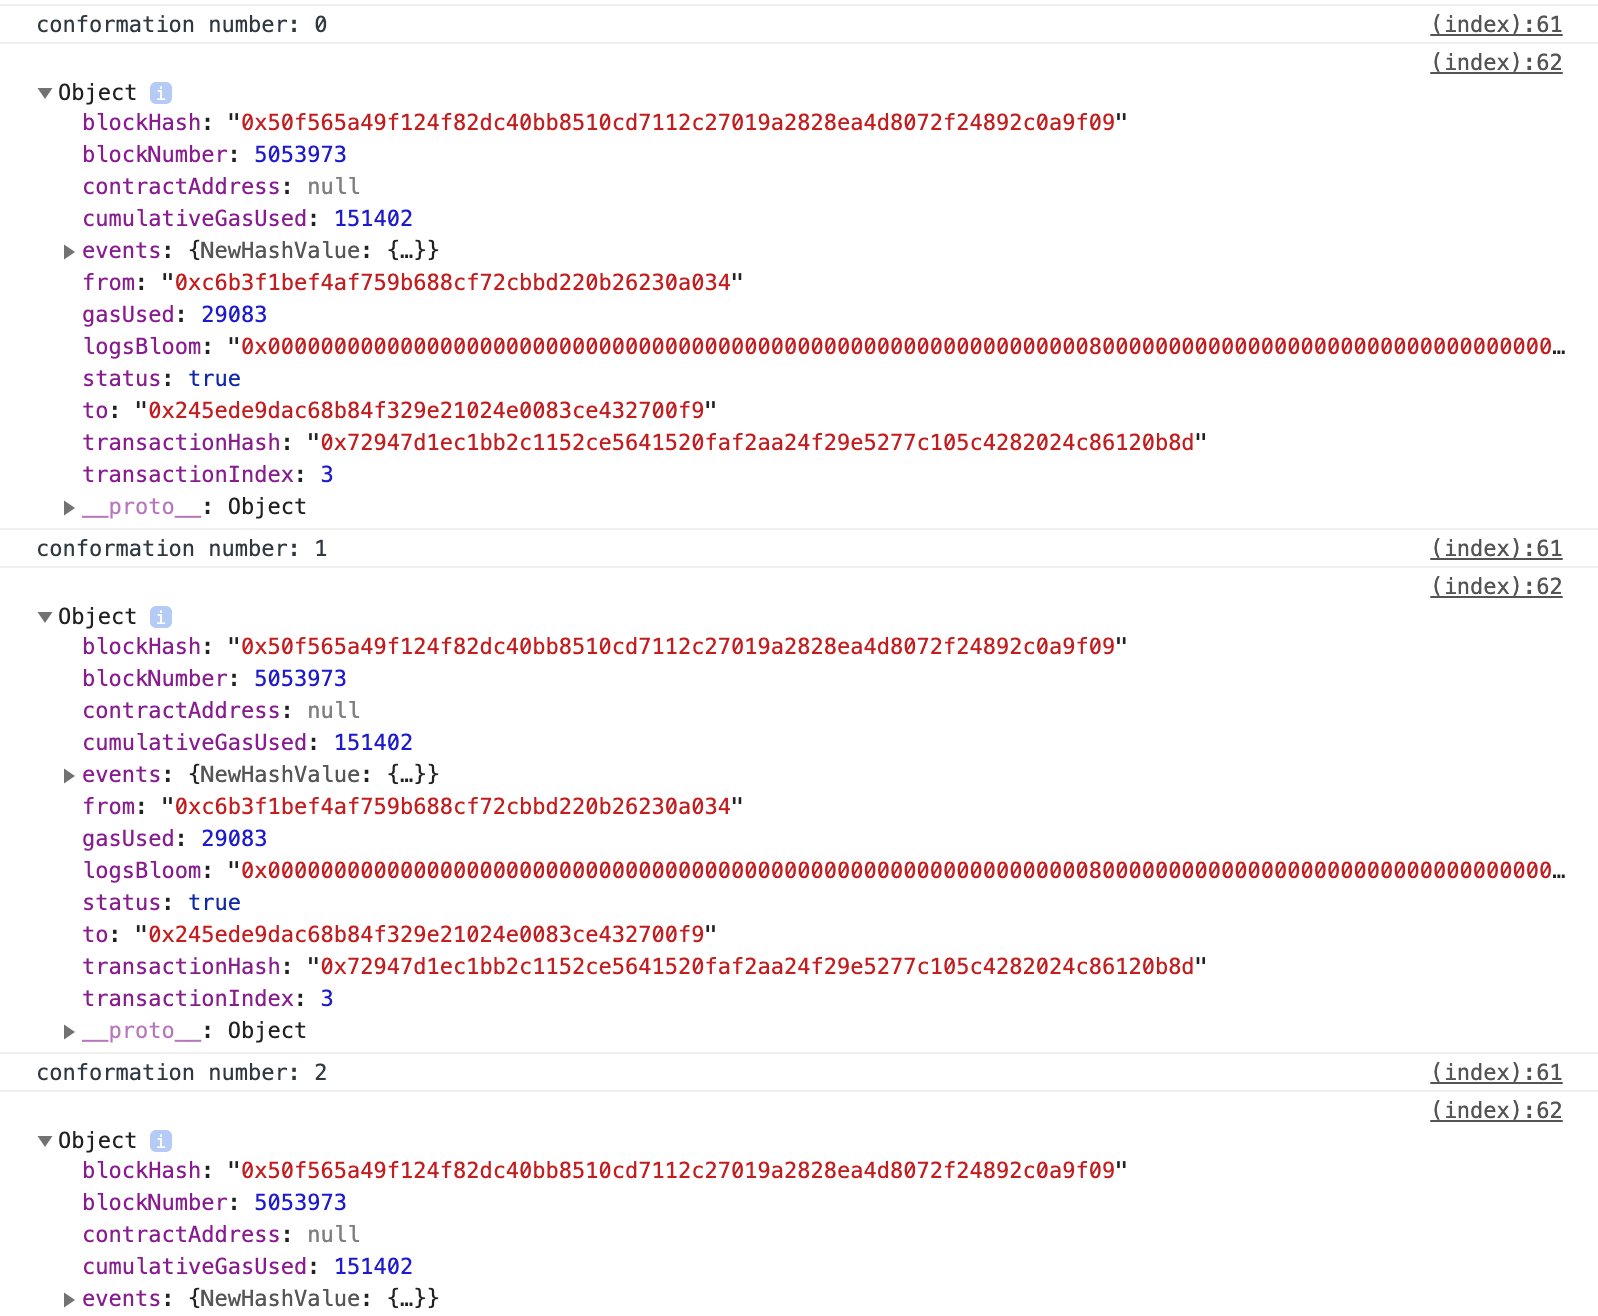 conformation number: 0 (index):61
(index):62
▼Object i
blockHash: "0x50f565a49f124f82dc40bb8510cd7112c27019a2828ea4d8072f24892c0a9f09"
blockNumber: 5053973
contractAddress: null
cumulativeGasUsed: 151402
▶events: {NewHashValue: {…}}
from: "0xc6b3f1bef4af759b688cf72cbbd220b26230a034"
gasUsed: 29083
logsBloom: "0x00000000000000000000000000000000000000000000000000000000000000800000000000000000000000000000000000…
status: true
to: "0x245ede9dac68b84f329e21024e0083ce432700f9"
transactionHash: "0x72947d1ec1bb2c1152ce5641520faf2aa24f29e5277c105c4282024c86120b8d"
transactionIndex: 3
▶__proto__: Object
conformation number: 1 (index):61
(index):62
▼Object i
blockHash: "0x50f565a49f124f82dc40bb8510cd7112c27019a2828ea4d8072f24892c0a9f09"
blockNumber: 5053973
contractAddress: null
cumulativeGasUsed: 151402
▶events: {NewHashValue: {…}}
from: "0xc6b3f1bef4af759b688cf72cbbd220b26230a034"
gasUsed: 29083
logsBloom: "0x00000000000000000000000000000000000000000000000000000000000000800000000000000000000000000000000000…
status: true
to: "0x245ede9dac68b84f329e21024e0083ce432700f9"
transactionHash: "0x72947d1ec1bb2c1152ce5641520faf2aa24f29e5277c105c4282024c86120b8d"
transactionIndex: 3
▶__proto__: Object
conformation number: 2 (index):61
(index):62
▼Object i
blockHash: "0x50f565a49f124f82dc40bb8510cd7112c27019a2828ea4d8072f24892c0a9f09"
blockNumber: 5053973
contractAddress: null
cumulativeGasUsed: 151402
▶events: {NewHashValue: {…}}